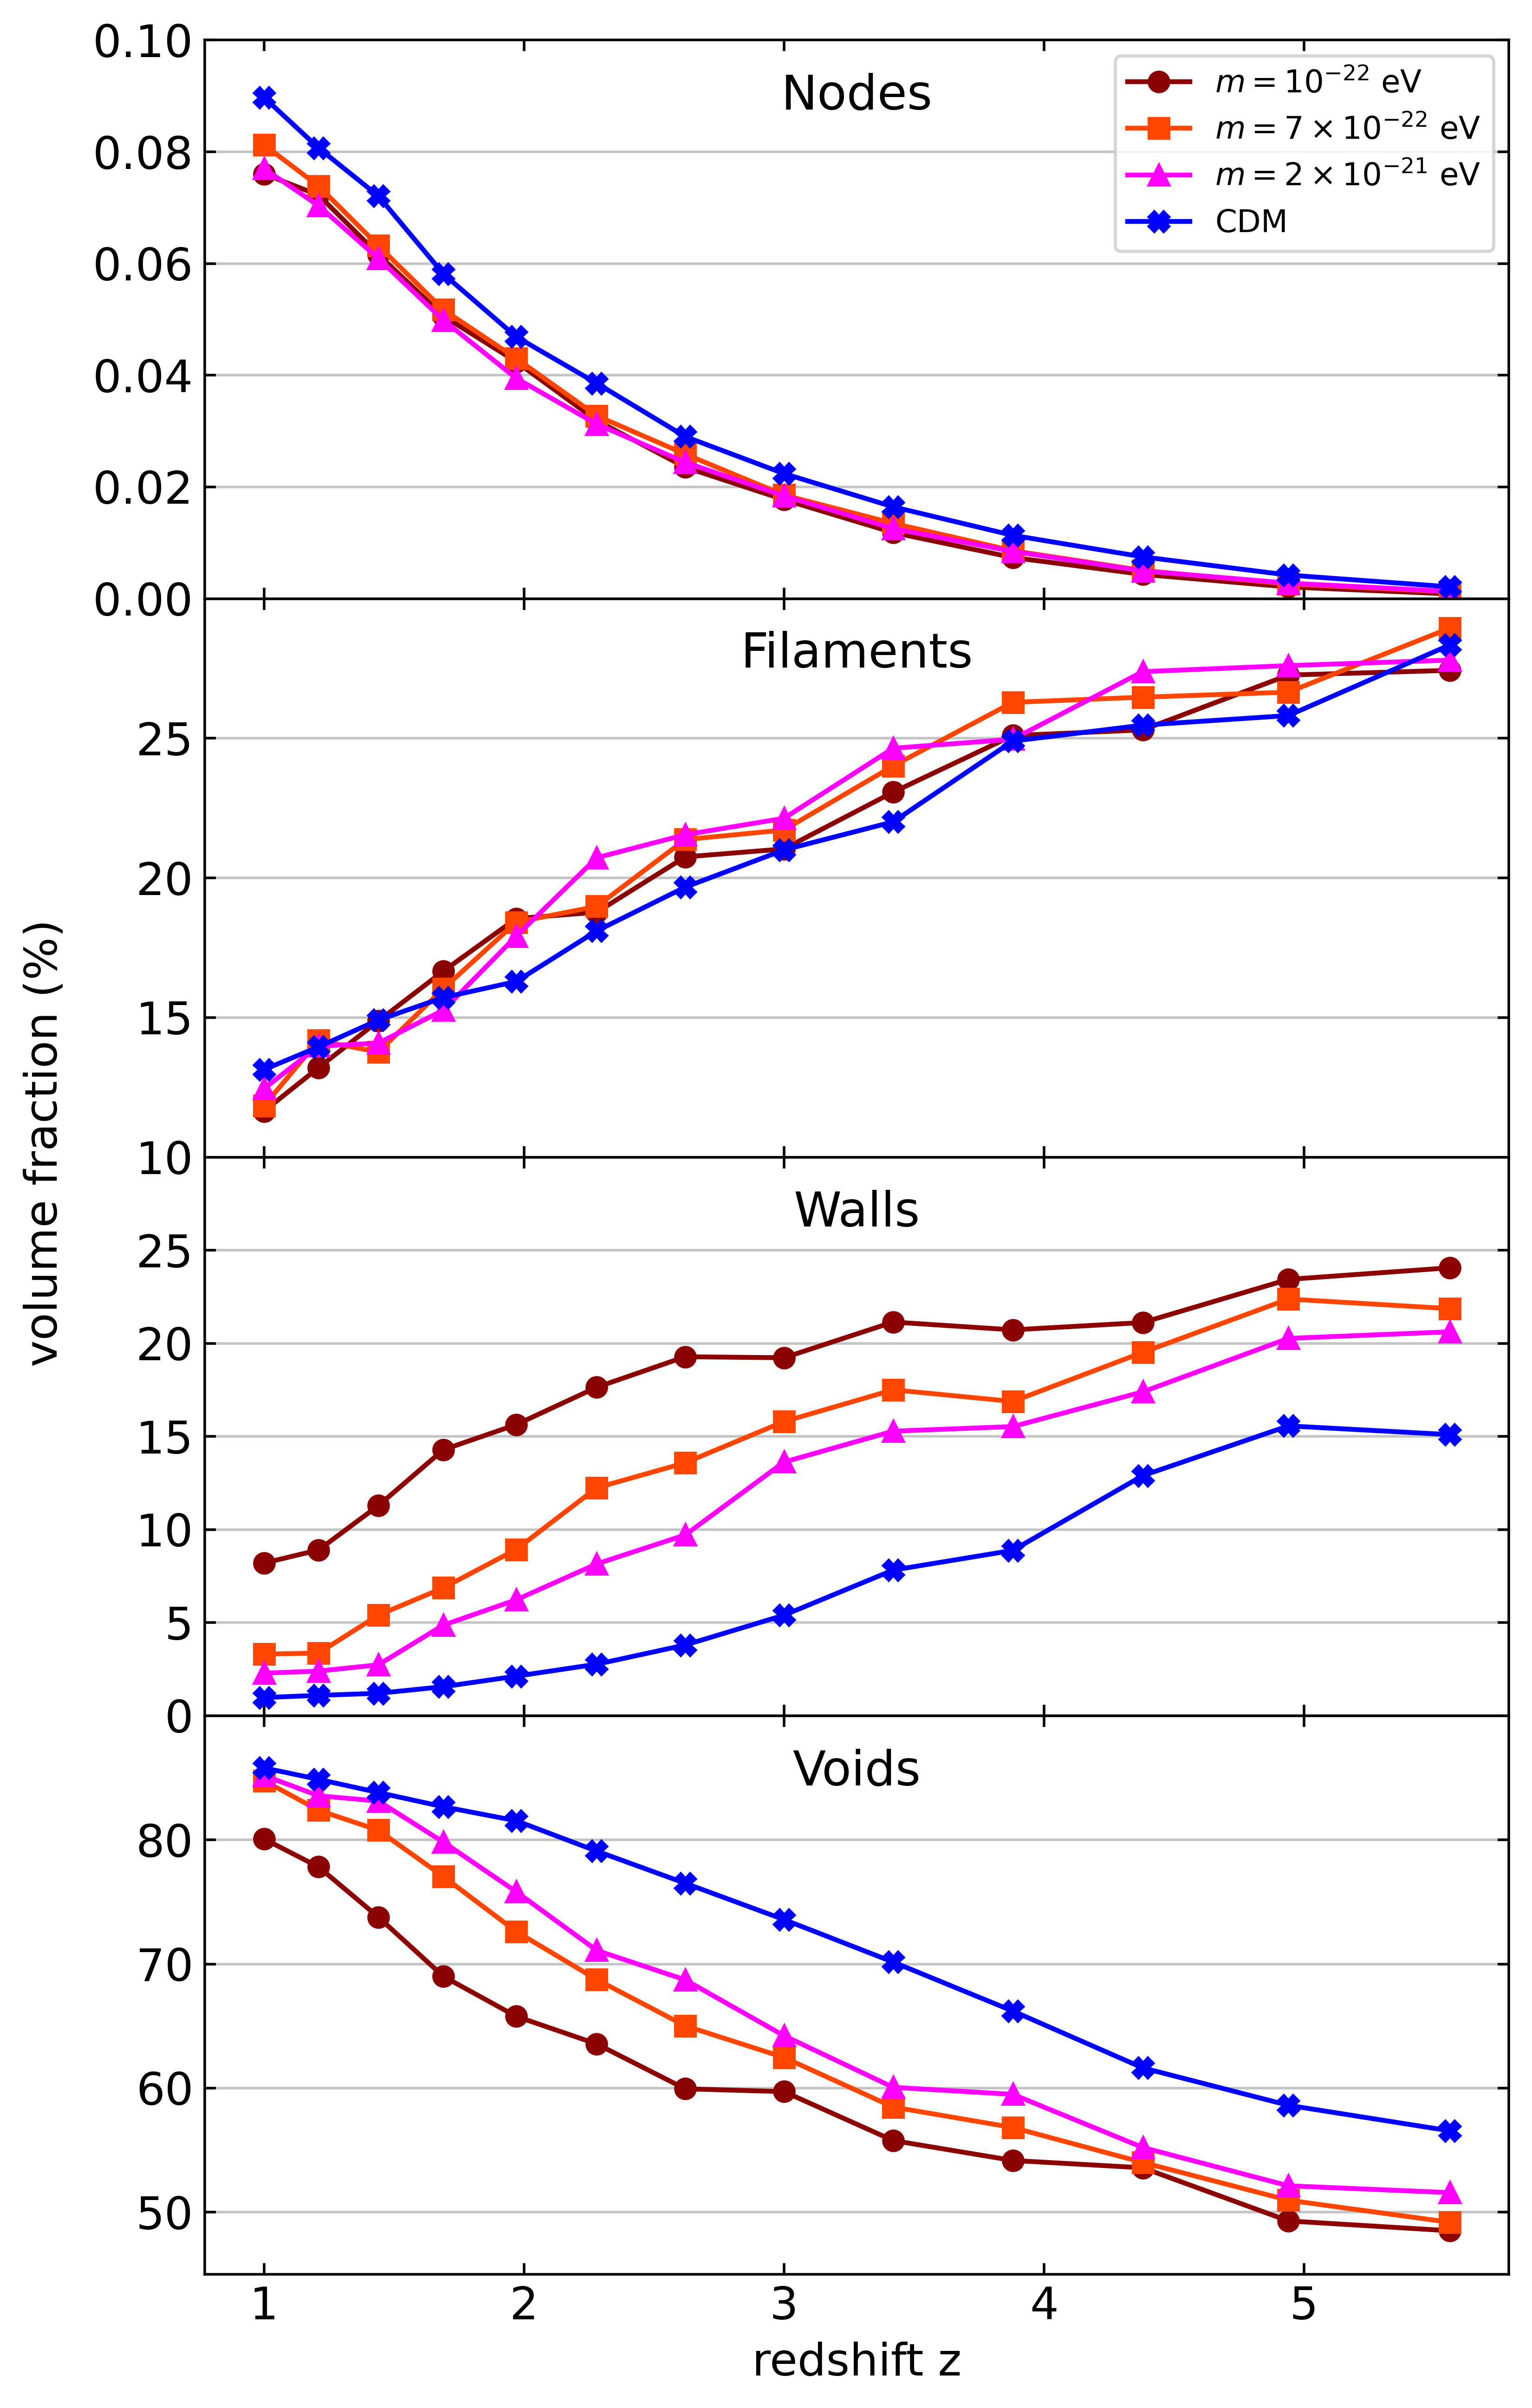 0.10
0.08
0.06
0.04
0.02
0.00
Nodes
m = 10⁻²² eV
m = 7 × 10⁻²² eV
m = 2 × 10⁻²¹ eV
CDM
Filaments
25
20
15
10
volume fraction (%)
Walls
25
20
15
10
5
0
Voids
80
70
60
50
1 2 3 4 5
redshift z